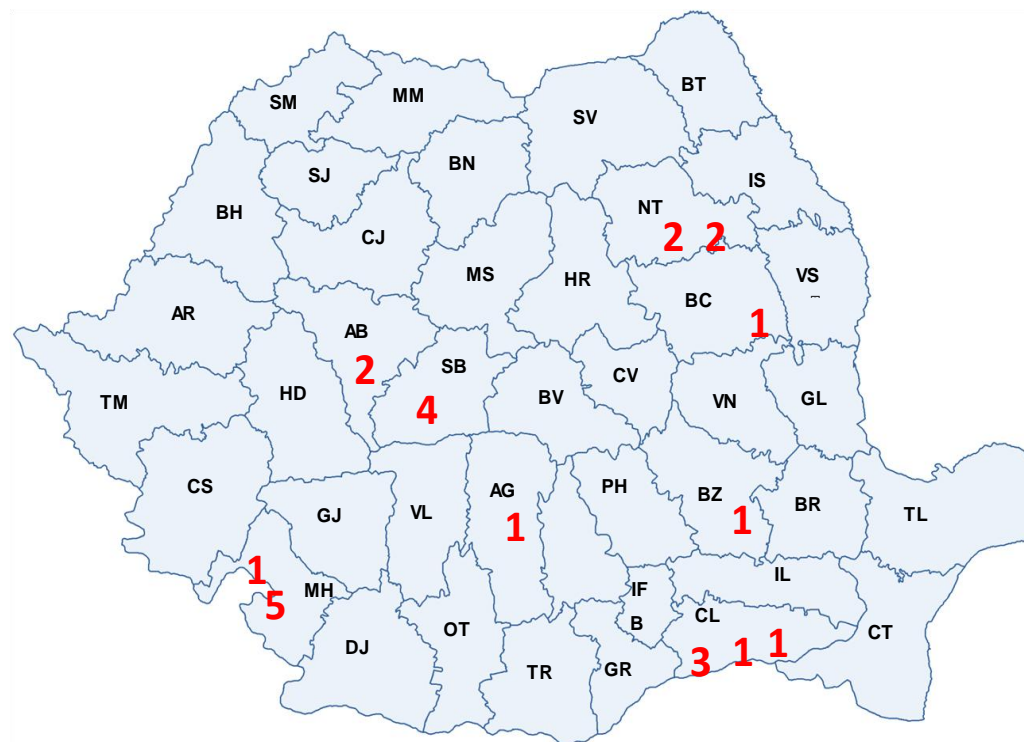 BT
MM
SM
SV
BN
SJ
IS
NT
BH
CJ
2 2
MS
HR
VS
BC
AR
AB
1
SB
2
CV
HD
BV
GL
TM
VN
4
CS
PH
AG
BZ
BR
GJ
VL
TL
1
1
1
IL
MH
IF
5
CL
B
OT
CT
DJ
3 1 1
TR
GR